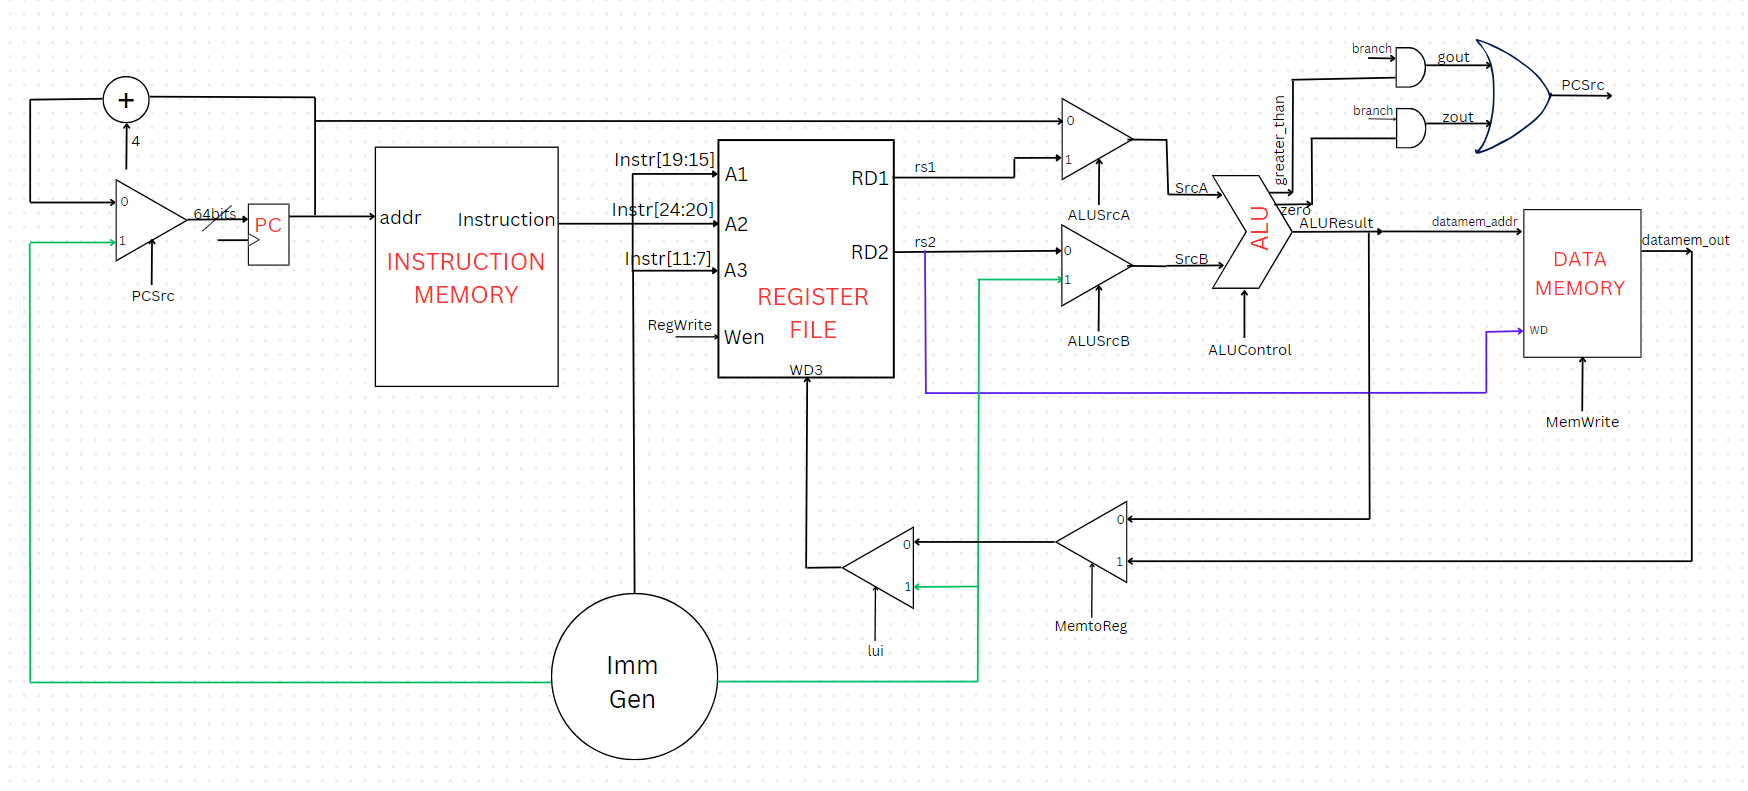 branch
gout
PCSrc
branch
zout
greater_than
+
4
0
1
64bits
PC
PCSrc
addr
Instruction
INSTRUCTION
MEMORY
Instr[19:15]
Instr[24:20]
Instr[11:7]
RegWrite
A1
A2
A3
Wen
WD3
RD1
RD2
REGISTER
FILE
rs1
rs2
0
1
ALUSrcA
0
1
ALUSrcB
SrcA
SrcB
ALU
zero
ALUResult
ALUControl
datamem_addr
datamem_out
DATA
MEMORY
WD
MemWrite
0
1
MemtoReg
0
1
lui
Imm
Gen